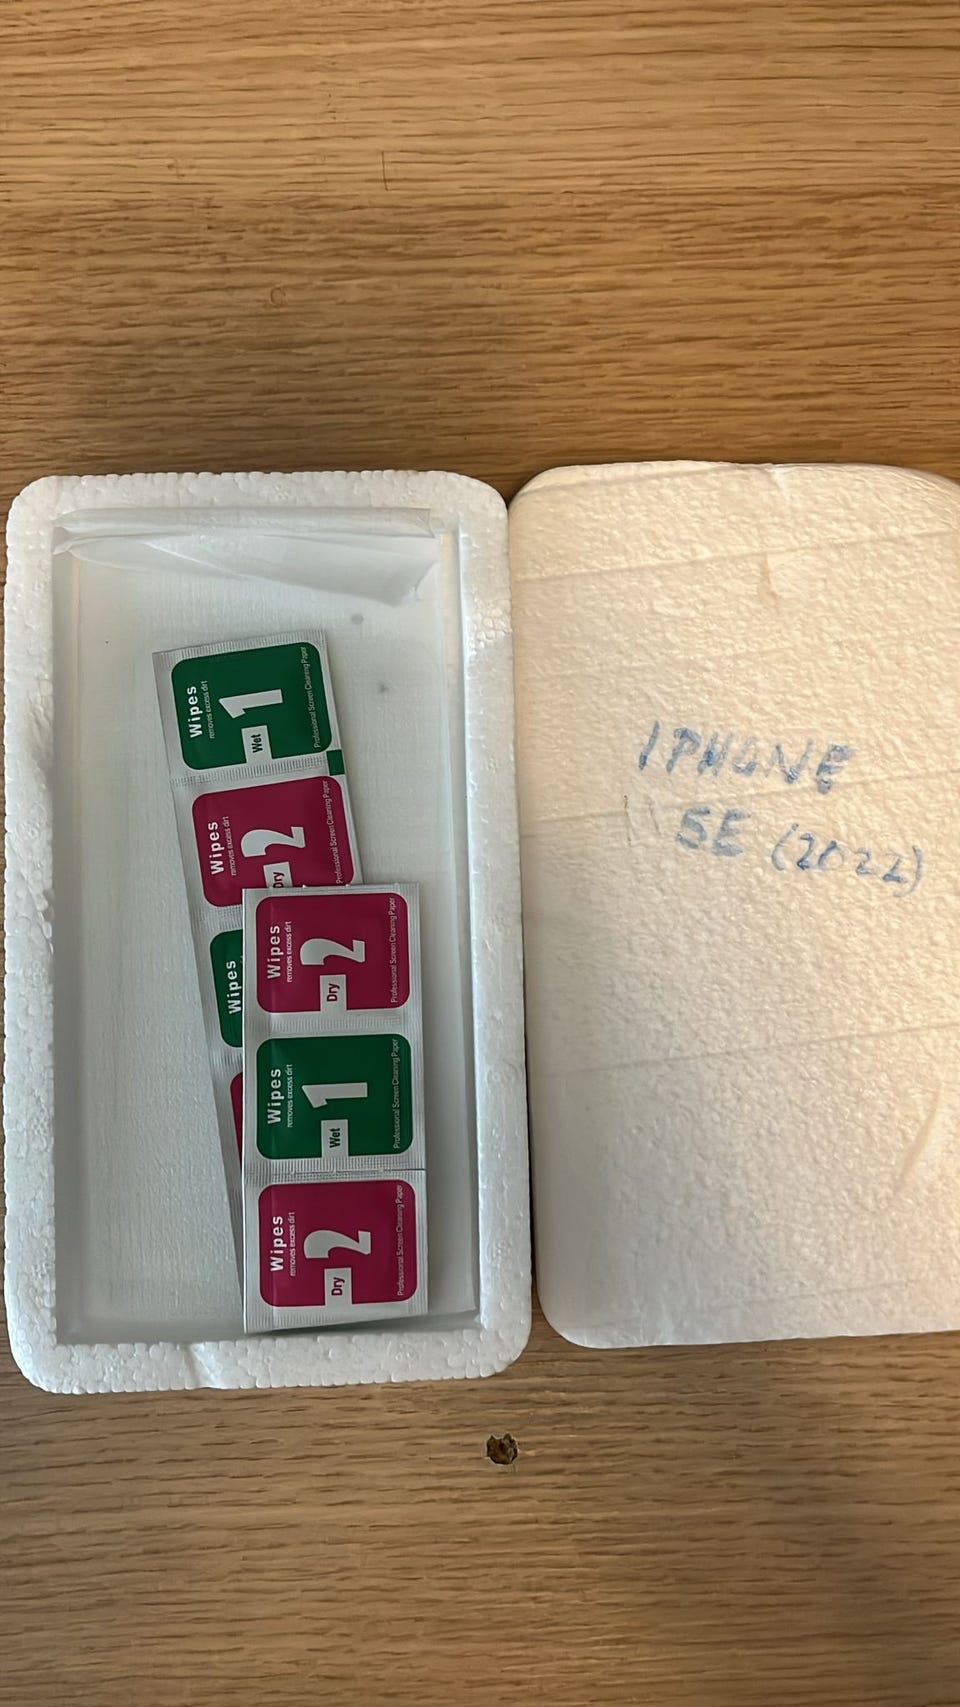 Wipes
removes excess dirt
Wet
1
Professional Screen Cleaning Paper
Wipes
removes excess dirt
Dry
2
Professional Screen Cleaning Paper
Wipes
Wipes
removes excess dirt
Dry
2
Professional Screen Cleaning Paper
Wipes
removes excess dirt
Wet
1
Professional Screen Cleaning Paper
Wipes
removes excess dirt
Dry
2
Professional Screen Cleaning Paper
IPHONE
SE (2022)